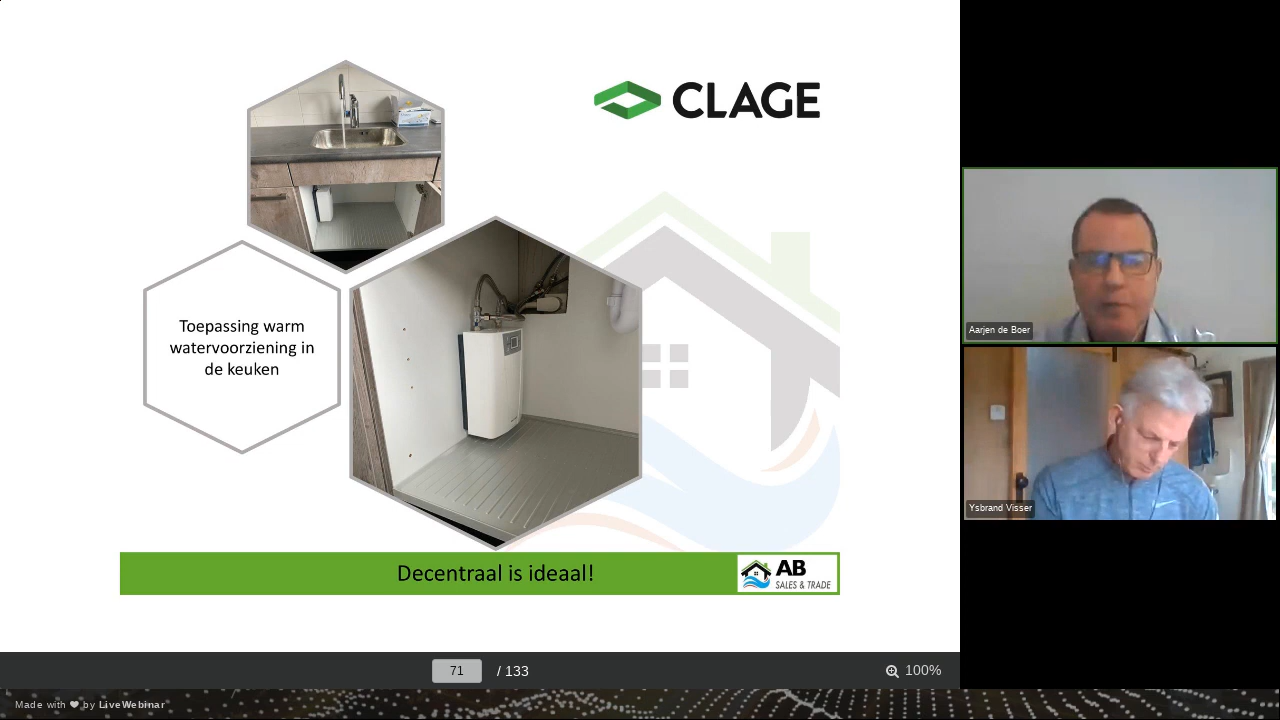 CLAGE
Toepassing warm
watervoorziening in
de keuken
Decentraal is ideaal!
AB
SALES & TRADE
Aarjen de Boer
Ysbrand Visser
71 / 133
100%
Made with ❤ by LiveWebinar